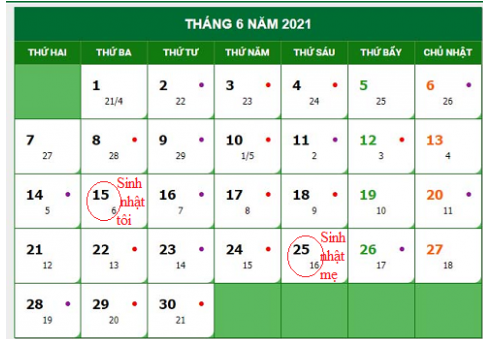 THÁNG 6 NĂM 2021
THỨ HAI THỨ BA THỨ TƯ THỨ NĂM THỨ SÁU THỨ BẨY CHỦ NHẬT
1 2 3 4 5 6
21/4 22 23 24 25 26
7 8 9 10 11 12 13
27 28 29 1/5 2 3 4
14 15 Sinh nhật tôi 16 17 18 19 20
5 6 7 8 9 10 11
21 22 23 24 25 Sinh nhật mẹ 26 27
12 13 14 15 16 17 18
28 29 30
19 20 21